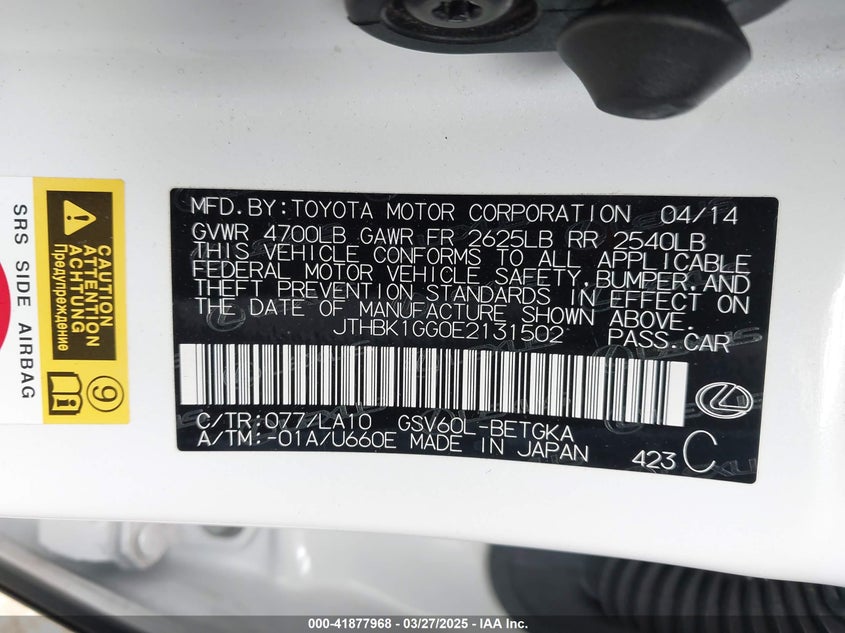 MFD.BY:TOYOTA MOTOR CORPORATION 04/14
GVWR 4700LB GAWR FR 2625LB RR 2540LB
THIS VEHICLE CONFORMS TO ALL APPLICABLE
FEDERAL MOTOR VEHICLE SAFETY,BUMPER,AND
THEFT PREVENTION STANDARDS IN EFFECT ON
THE DATE OF MANUFACTURE SHOWN ABOVE.
JTHBK1GG0E2131502 PASS.CAR
C/TR:077/LA10 GSV60L-BETGKA
A/TM:-01A/U660E MADE IN JAPAN
423 C
CAUTION
ATTENTION
ACHTUNG
Предупреждение
9
SRS SIDE AIRBAG
000-41877968 | 03/27/2025 | © IAA, Inc.